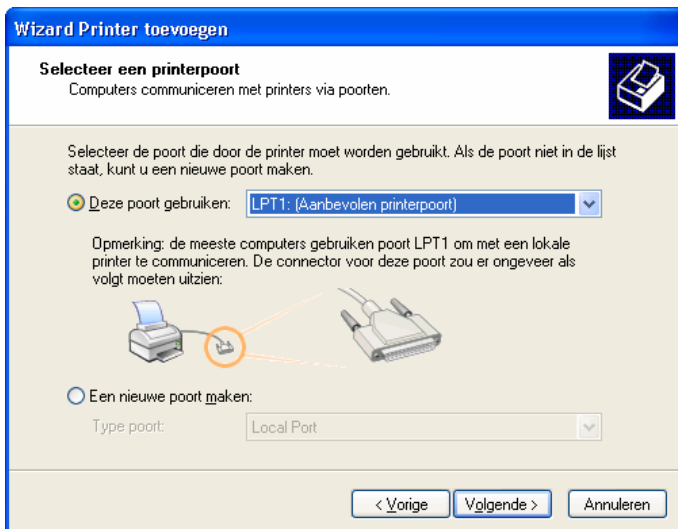 Wizard Printer toevoegen
Selecteer een printerpoort
Computers communiceren met printers via poorten.
Selecteer de poort die door de printer moet worden gebruikt. Als de poort niet in de lijst
staat, kunt u een nieuwe poort maken.
Deze poort gebruiken: LPT1: (Aanbevolen printerpoort)
Opmerking: de meeste computers gebruiken poort LPT1 om met een lokale
printer te communiceren. De connector voor deze poort zou er ongeveer als
volgt moeten uitzien:
Een nieuwe poort maken:
Type poort: Local Port
< Vorige Volgende > Annuleren